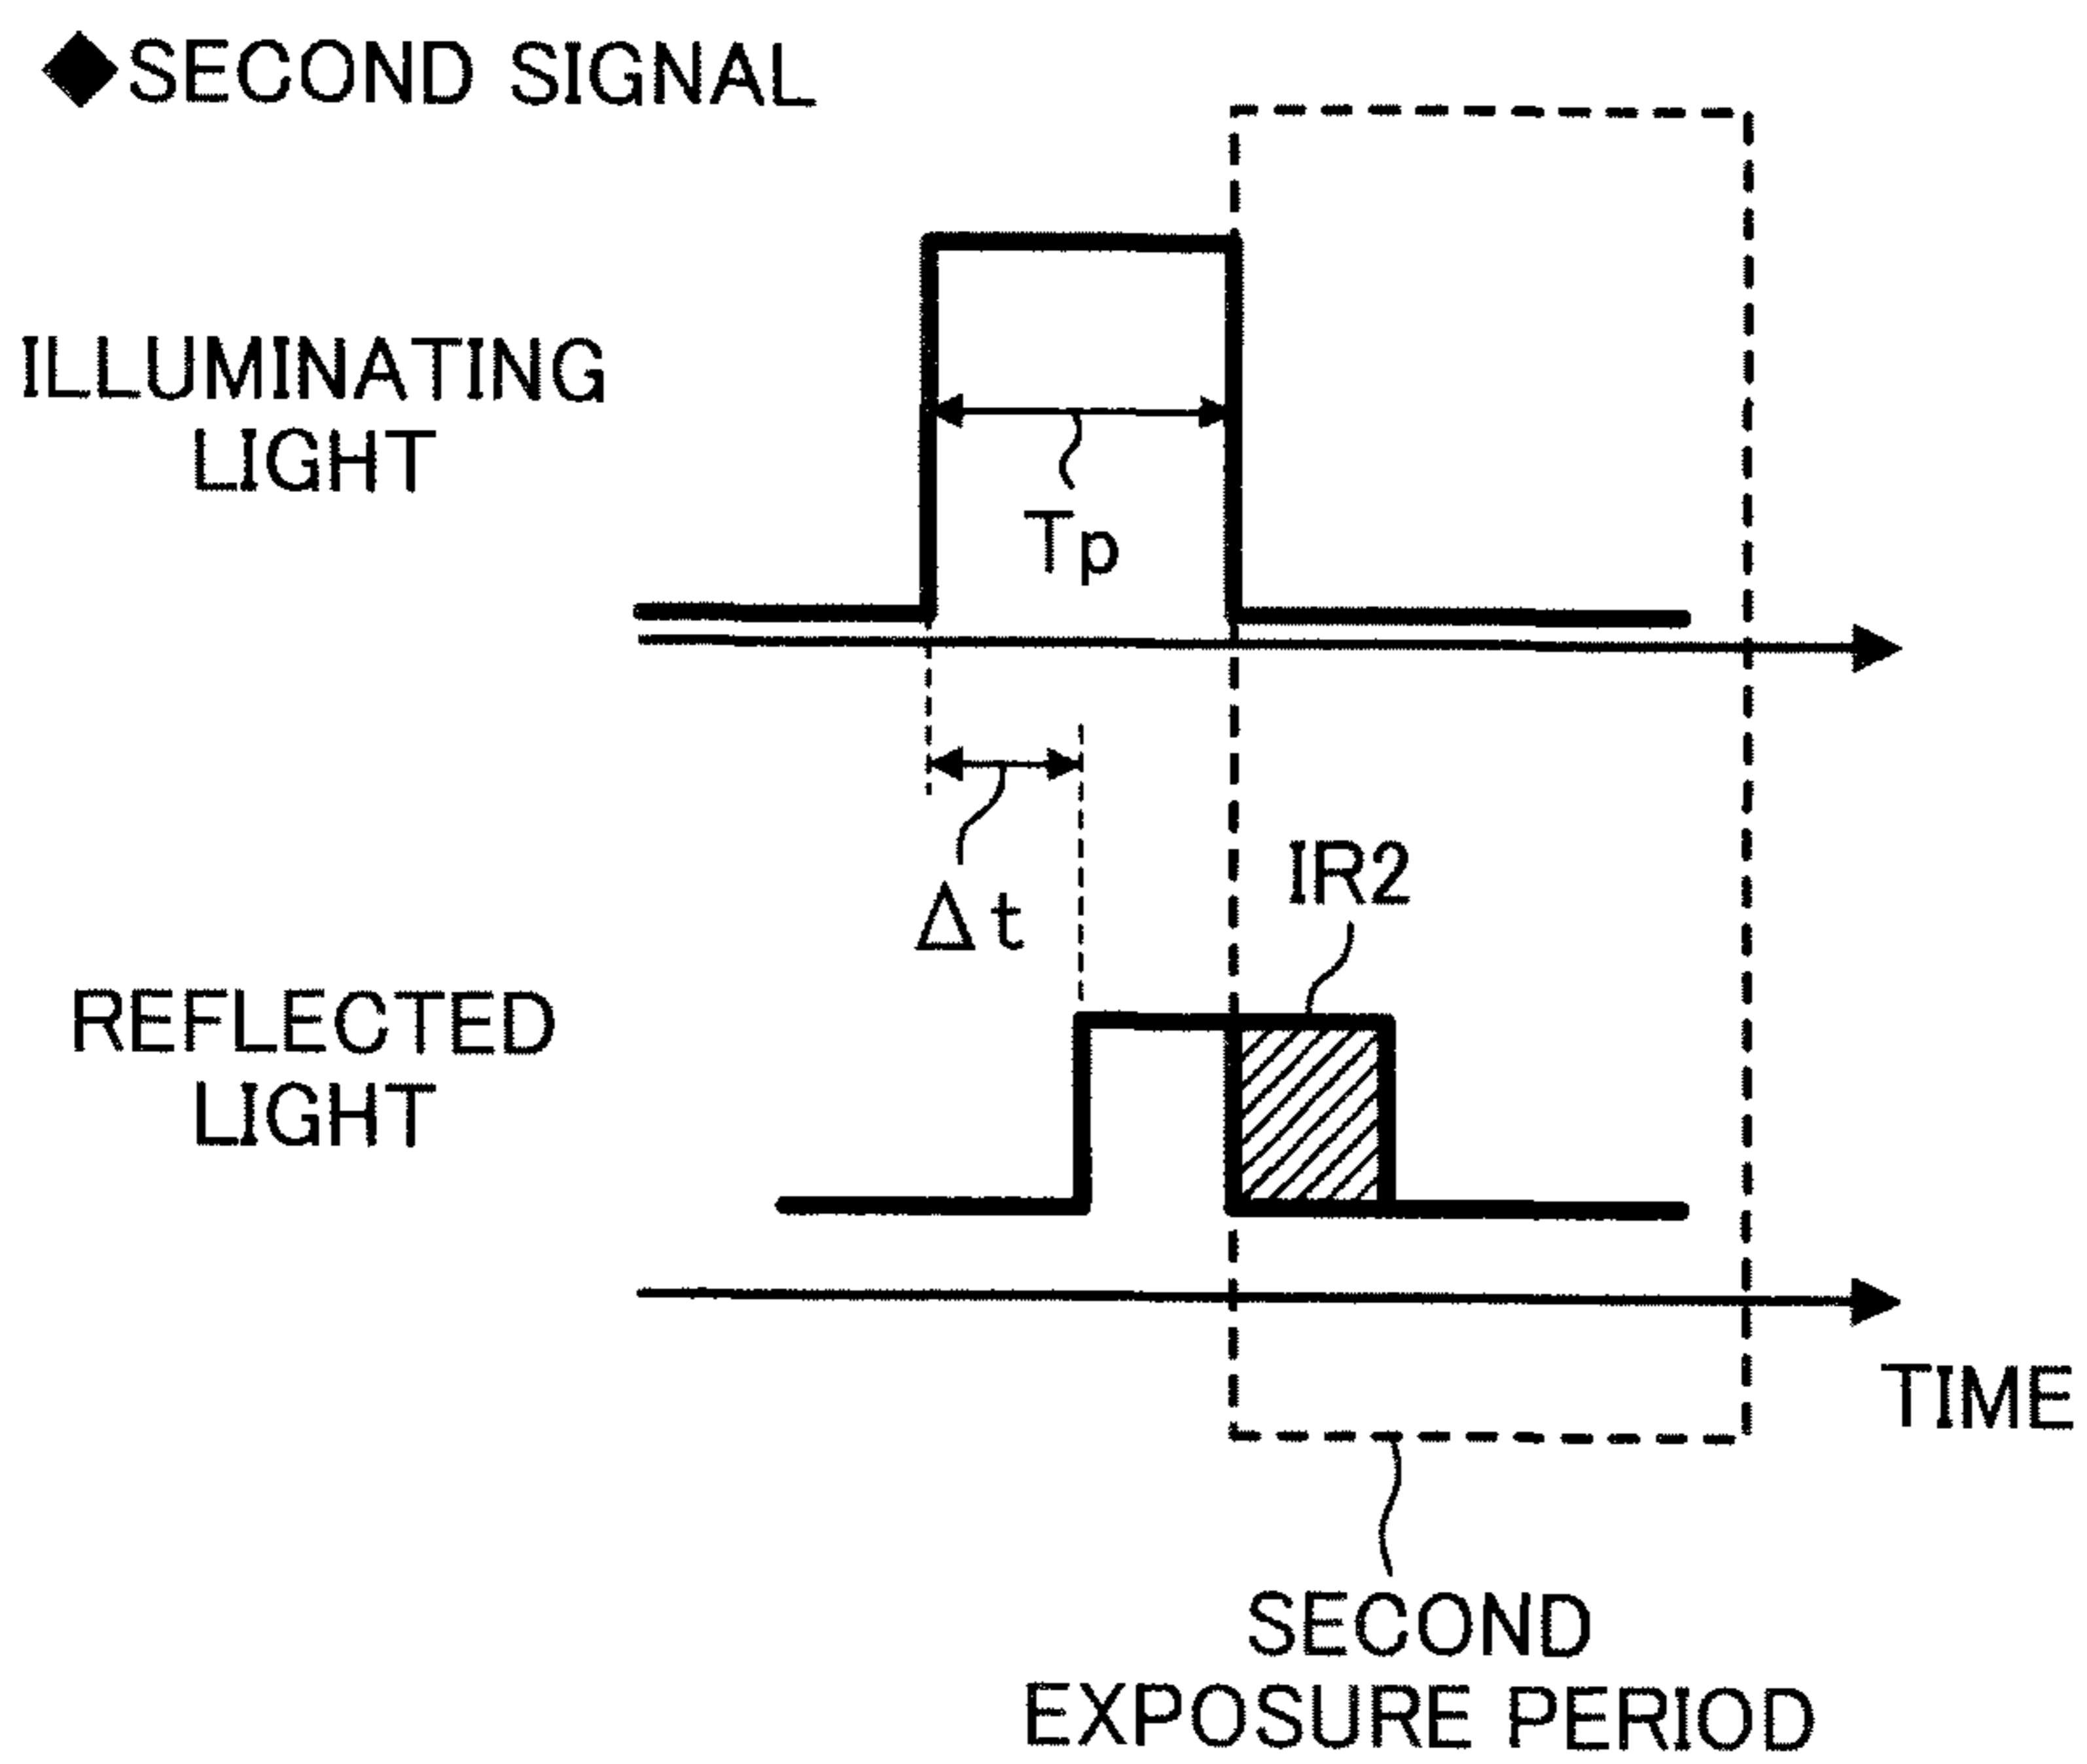 ◆SECOND SIGNAL
ILLUMINATING
LIGHT
Tp
Δt
IR2
REFLECTED
LIGHT
TIME
SECOND
EXPOSURE PERIOD